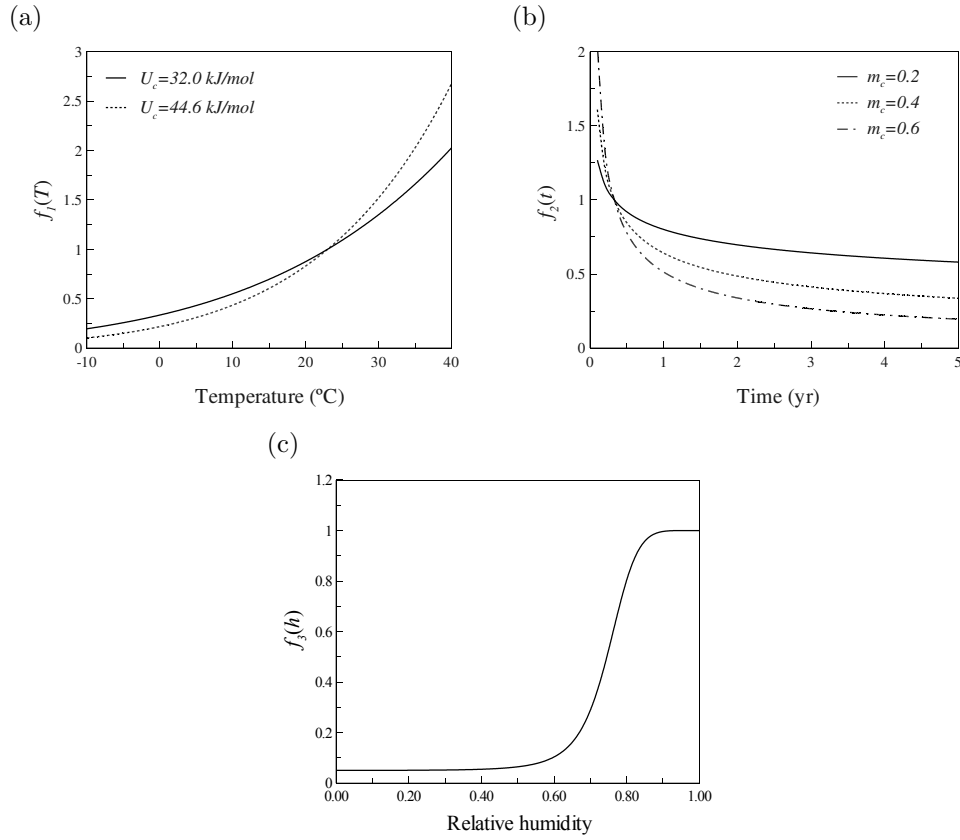 (a)
f1(T)
3
2.5
2
1.5
1
0.5
0
-10 0 10 20 30 40
Temperature (ºC)
Uc=32.0 kJ/mol
Uc=44.6 kJ/mol
(b)
f2(t)
2
1.5
1
0.5
0
0 1 2 3 4 5
Time (yr)
mc=0.2
mc=0.4
mc=0.6
(c)
f3(h)
1.2
1
0.8
0.6
0.4
0.2
0
0.00 0.20 0.40 0.60 0.80 1.00
Relative humidity